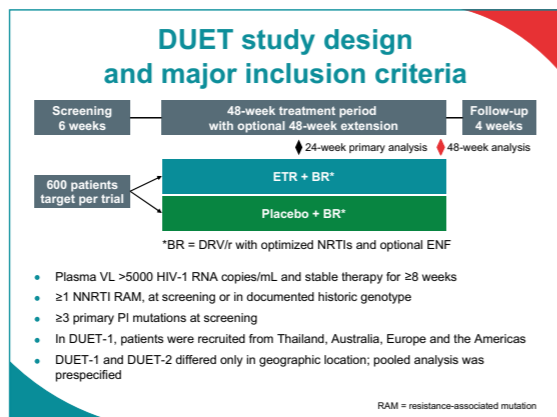 DUET study design
and major inclusion criteria
Screening
6 weeks
48-week treatment period
with optional 48-week extension
Follow-up
4 weeks
24-week primary analysis
48-week analysis
600 patients
target per trial
ETR + BR*
Placebo + BR*
*BR = DRV/r with optimized NRTIs and optional ENF
• Plasma VL >5000 HIV-1 RNA copies/mL and stable therapy for ≥8 weeks
• ≥1 NNRTI RAM, at screening or in documented historic genotype
• ≥3 primary PI mutations at screening
• In DUET-1, patients were recruited from Thailand, Australia, Europe and the Americas
• DUET-1 and DUET-2 differed only in geographic location; pooled analysis was
prespecified
RAM = resistance-associated mutation